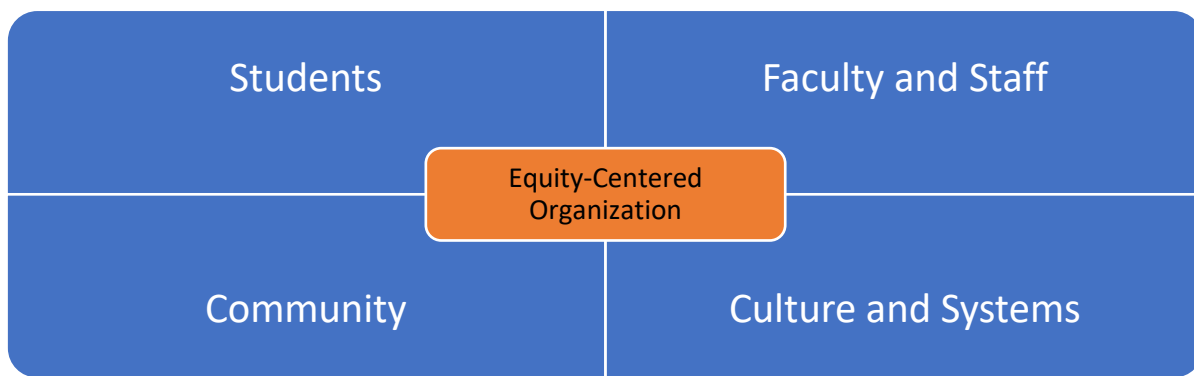 Students
Faculty and Staff
Equity-Centered
Organization
Community
Culture and Systems